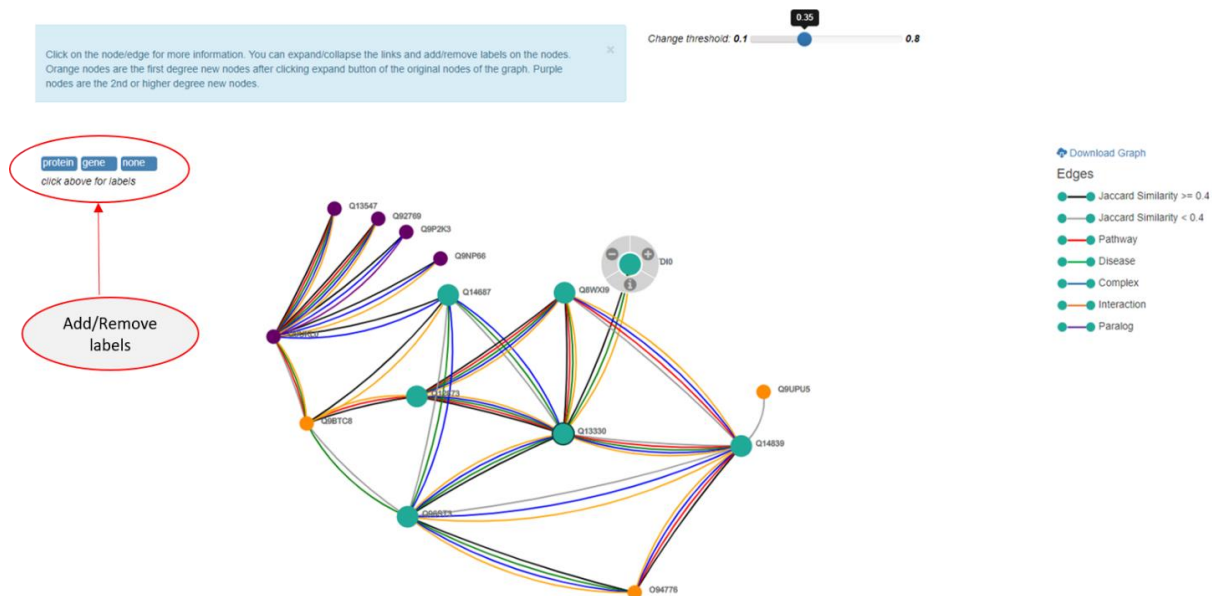 0.35
Change threshold: 0.1 0.8
Click on the node/edge for more information. You can expand/collapse the links and add/remove labels on the nodes.
Orange nodes are the first degree new nodes after clicking expand button of the original nodes of the graph. Purple
nodes are the 2nd or higher degree new nodes.
×
protein gene none
click above for labels
Add/Remove
labels
Q13547
Q92769
Q9P2K3
Q9NP66
Q14687
Q8WXI9
Q9BTC8
Q13330
Q9UPU5
Q14839
O94776
Download Graph
Edges
Jaccard Similarity >= 0.4
Jaccard Similarity < 0.4
Pathway
Disease
Complex
Interaction
Paralog